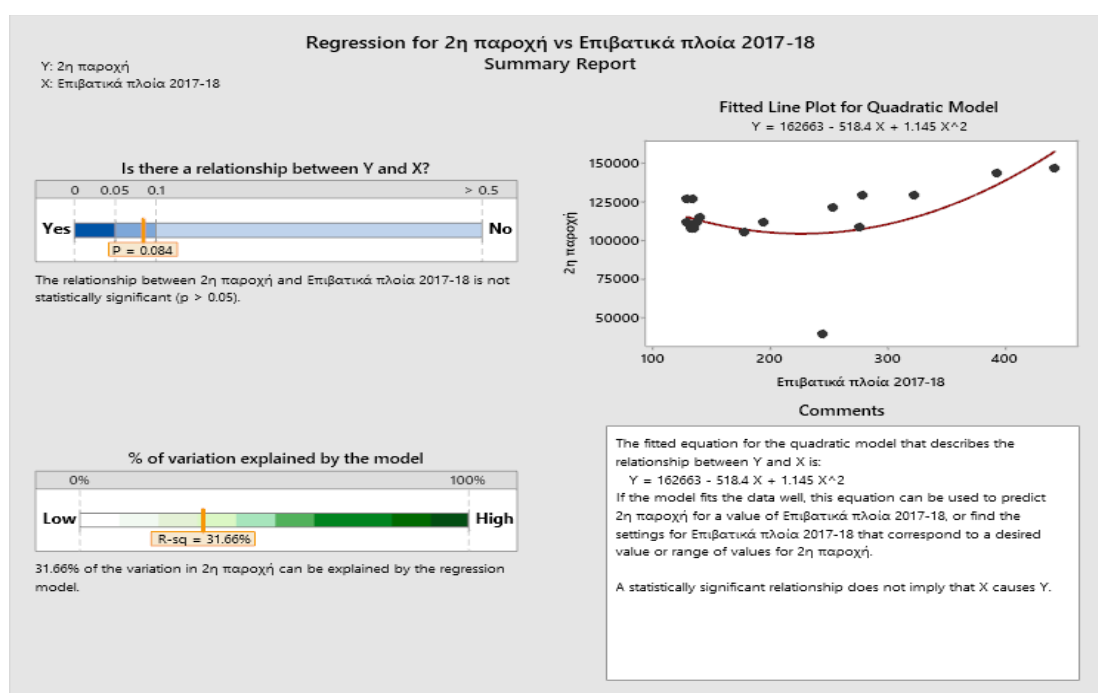 Regression for 2η παροχή vs Επιβατικά πλοία 2017-18
Summary Report
Y: 2η παροχή
X: Επιβατικά πλοία 2017-18
Is there a relationship between Y and X?
0 0.05 0.1 > 0.5
Yes No
P = 0.084
The relationship between 2η παροχή and Επιβατικά πλοία 2017-18 is not
statistically significant (p > 0.05).
% of variation explained by the model
0% 100%
Low High
R-sq = 31.66%
31.66% of the variation in 2η παροχή can be explained by the regression
model.
Fitted Line Plot for Quadratic Model
Y = 162663 - 518.4 X + 1.145 X^2
150000
125000
100000
75000
50000
2η παροχή
100 200 300 400
Επιβατικά πλοία 2017-18
Comments
The fitted equation for the quadratic model that describes the
relationship between Y and X is:
Y = 162663 - 518.4 X + 1.145 X^2
If the model fits the data well, this equation can be used to predict
2η παροχή for a value of Επιβατικά πλοία 2017-18, or find the
settings for Επιβατικά πλοία 2017-18 that correspond to a desired
value or range of values for 2η παροχή.
A statistically significant relationship does not imply that X causes Y.